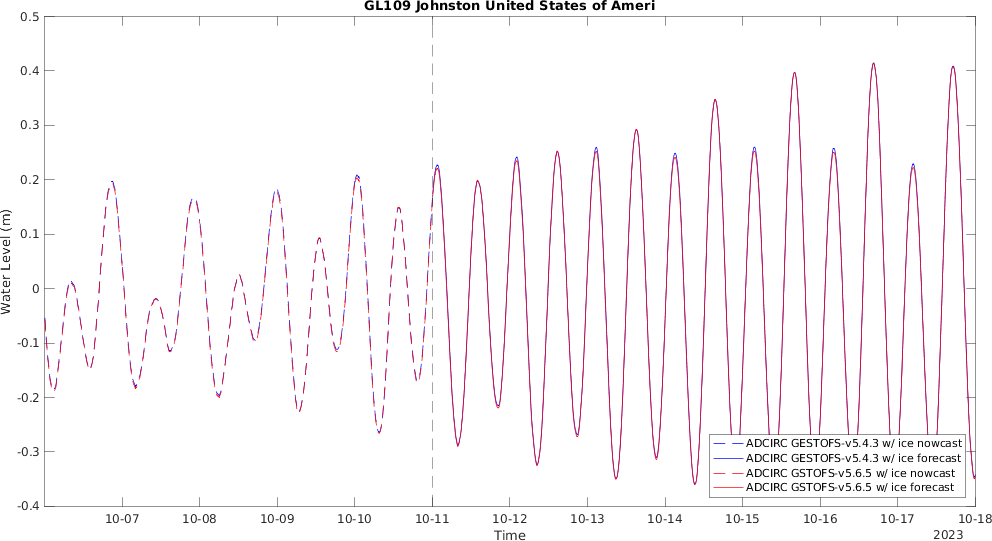 GL109 Johnston United States of Ameri
0.5
0.4
0.3
0.2
0.1
0
-0.1
-0.2
-0.3
-0.4
Water Level (m)
ADCIRC GESTOFS-v5.4.3 w/ ice nowcast
ADCIRC GESTOFS-v5.4.3 w/ ice forecast
ADCIRC GSTOFS-v5.6.5 w/ ice nowcast
ADCIRC GSTOFS-v5.6.5 w/ ice forecast
10-07 10-08 10-09 10-10 10-11 10-12 10-13 10-14 10-15 10-16 10-17 10-18
Time
2023